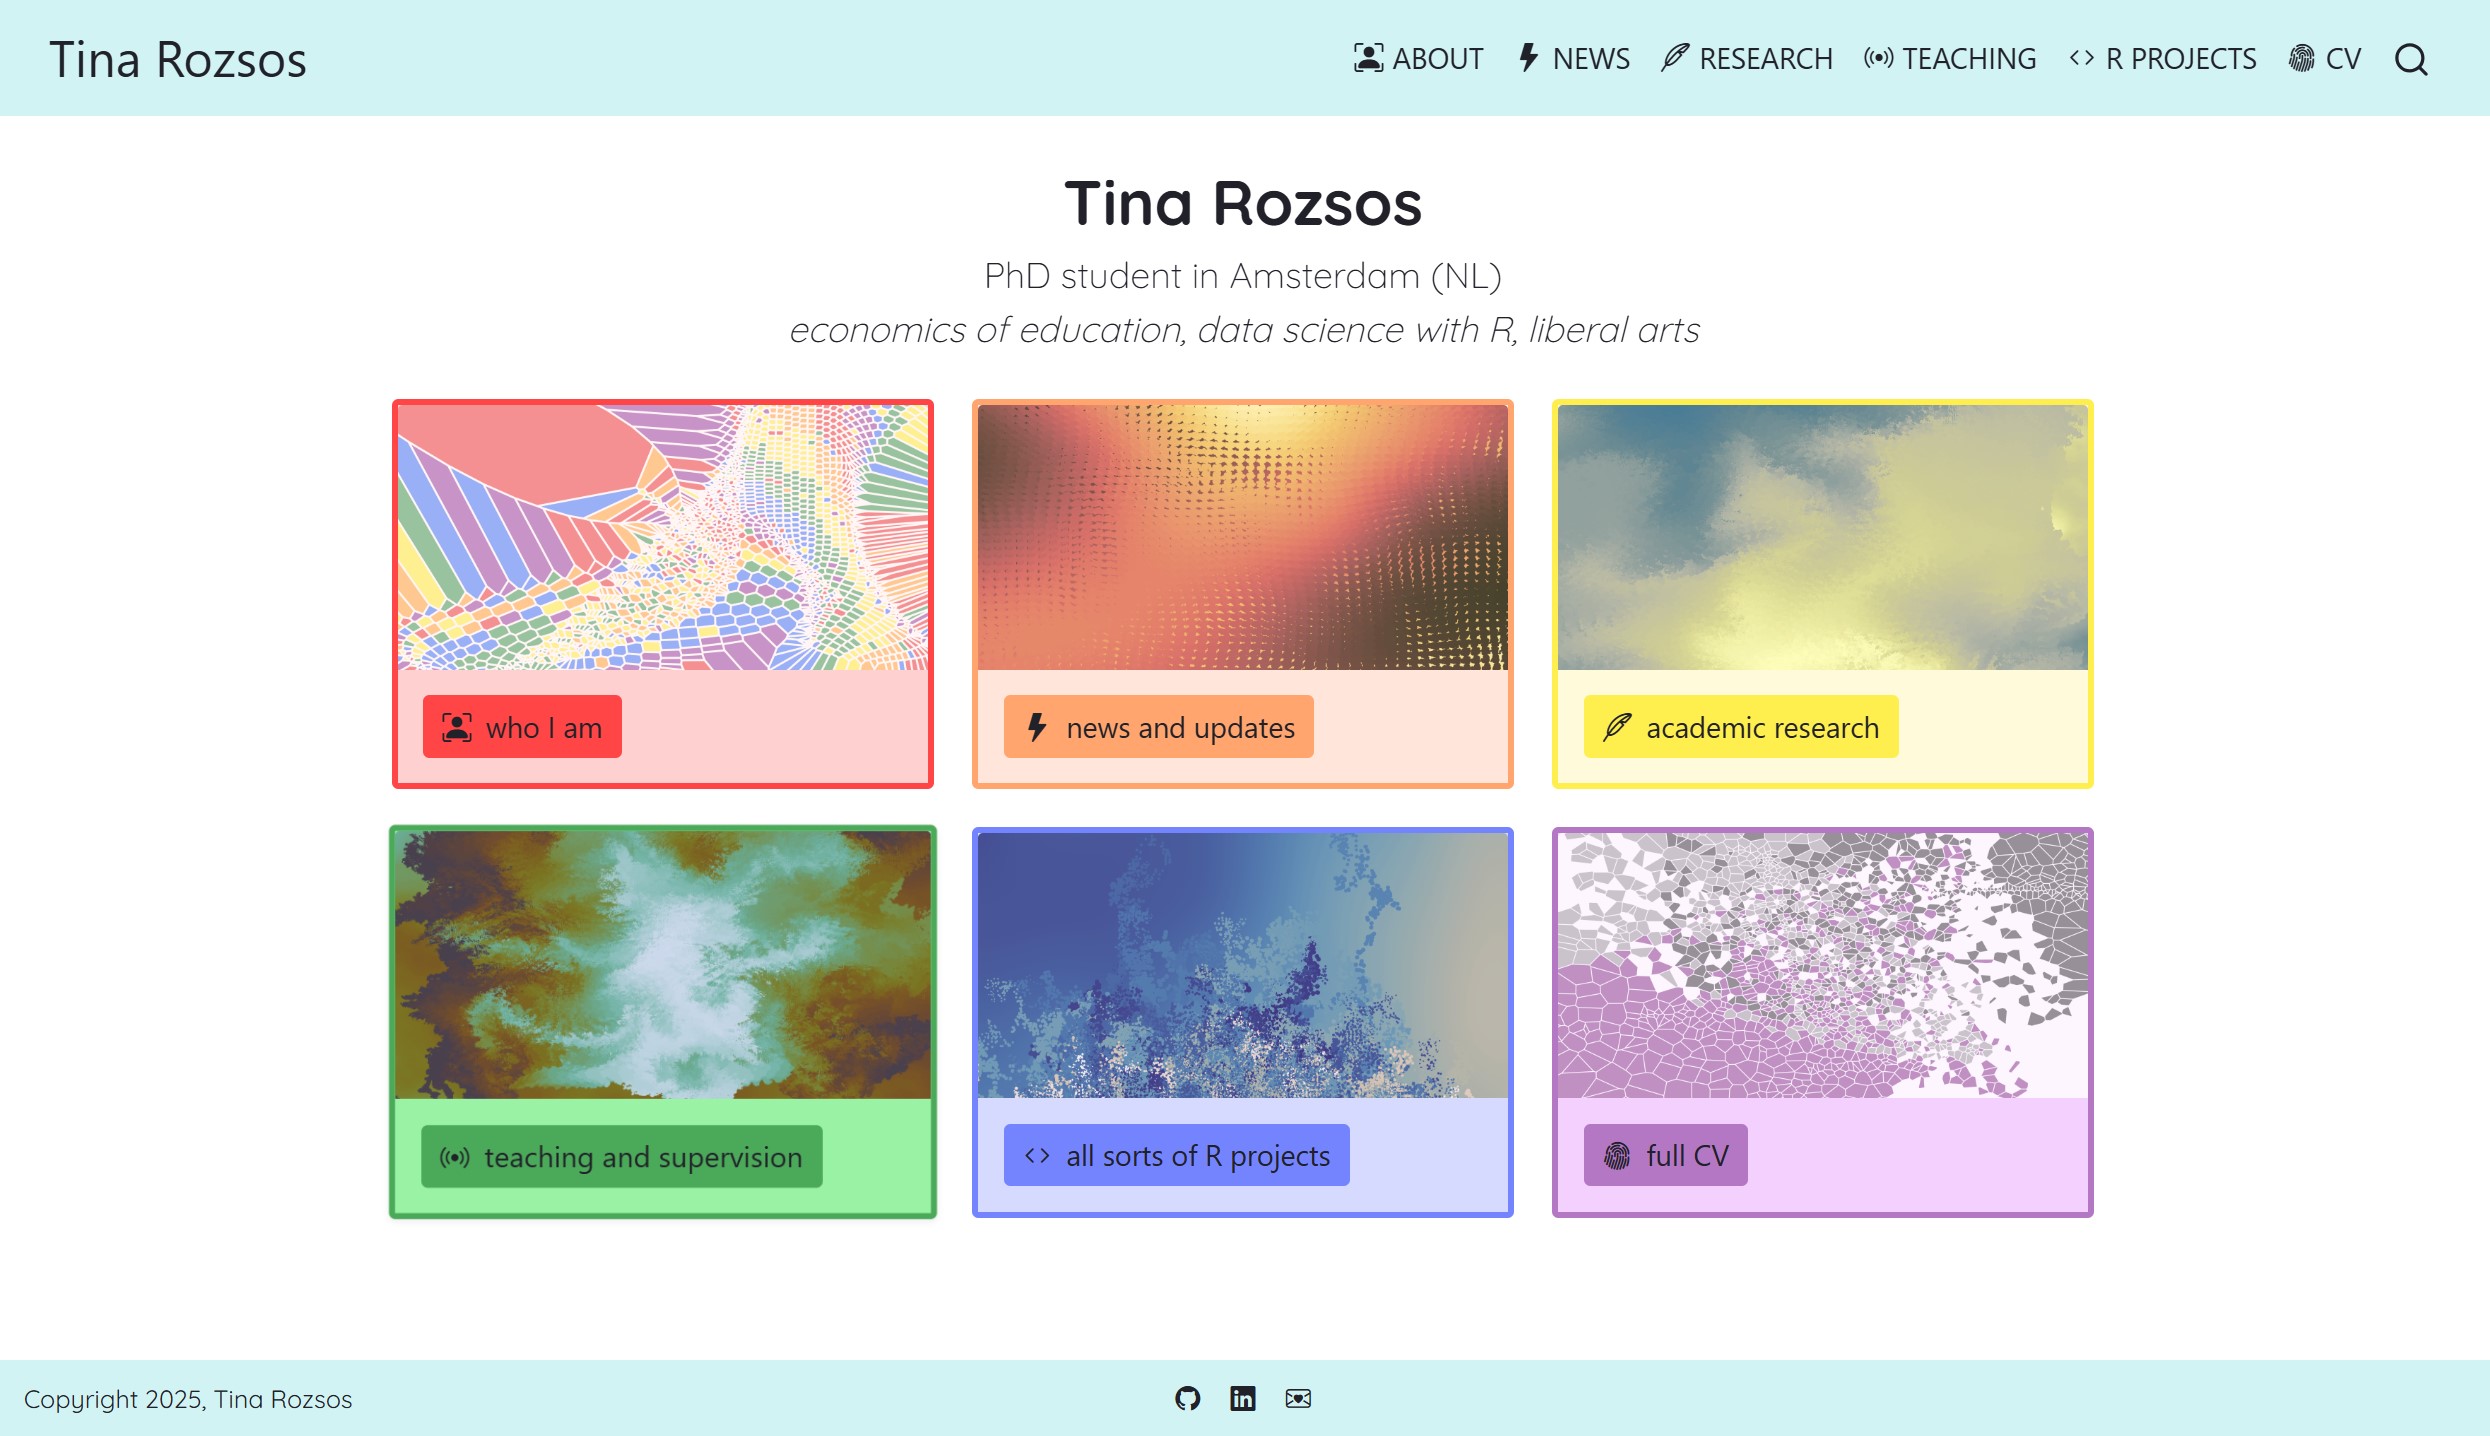 Tina Rozsos
ABOUT NEWS RESEARCH TEACHING R PROJECTS CV
Tina Rozsos
PhD student in Amsterdam (NL)
economics of education, data science with R, liberal arts
who I am
news and updates
academic research
teaching and supervision
all sorts of R projects
full CV
Copyright 2025, Tina Rozsos